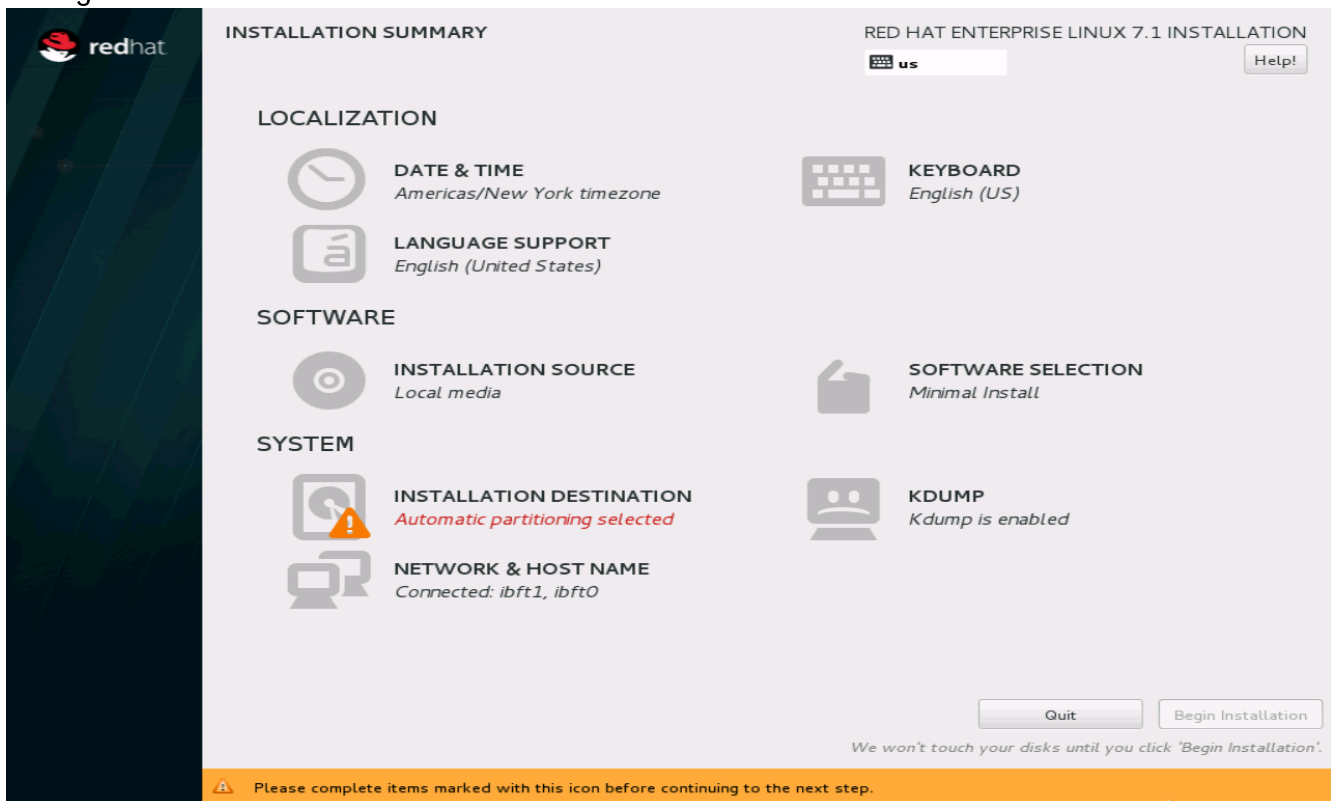 redhat
INSTALLATION SUMMARY
RED HAT ENTERPRISE LINUX 7.1 INSTALLATION
us
Help!
LOCALIZATION
DATE & TIME
Americas/New York timezone
KEYBOARD
English (US)
á
LANGUAGE SUPPORT
English (United States)
SOFTWARE
INSTALLATION SOURCE
Local media
SOFTWARE SELECTION
Minimal Install
SYSTEM
INSTALLATION DESTINATION
Automatic partitioning selected
KDUMP
Kdump is enabled
NETWORK & HOST NAME
Connected: ibft1, ibft0
Quit
Begin Installation
We won't touch your disks until you click 'Begin Installation'.
Please complete items marked with this icon before continuing to the next step.